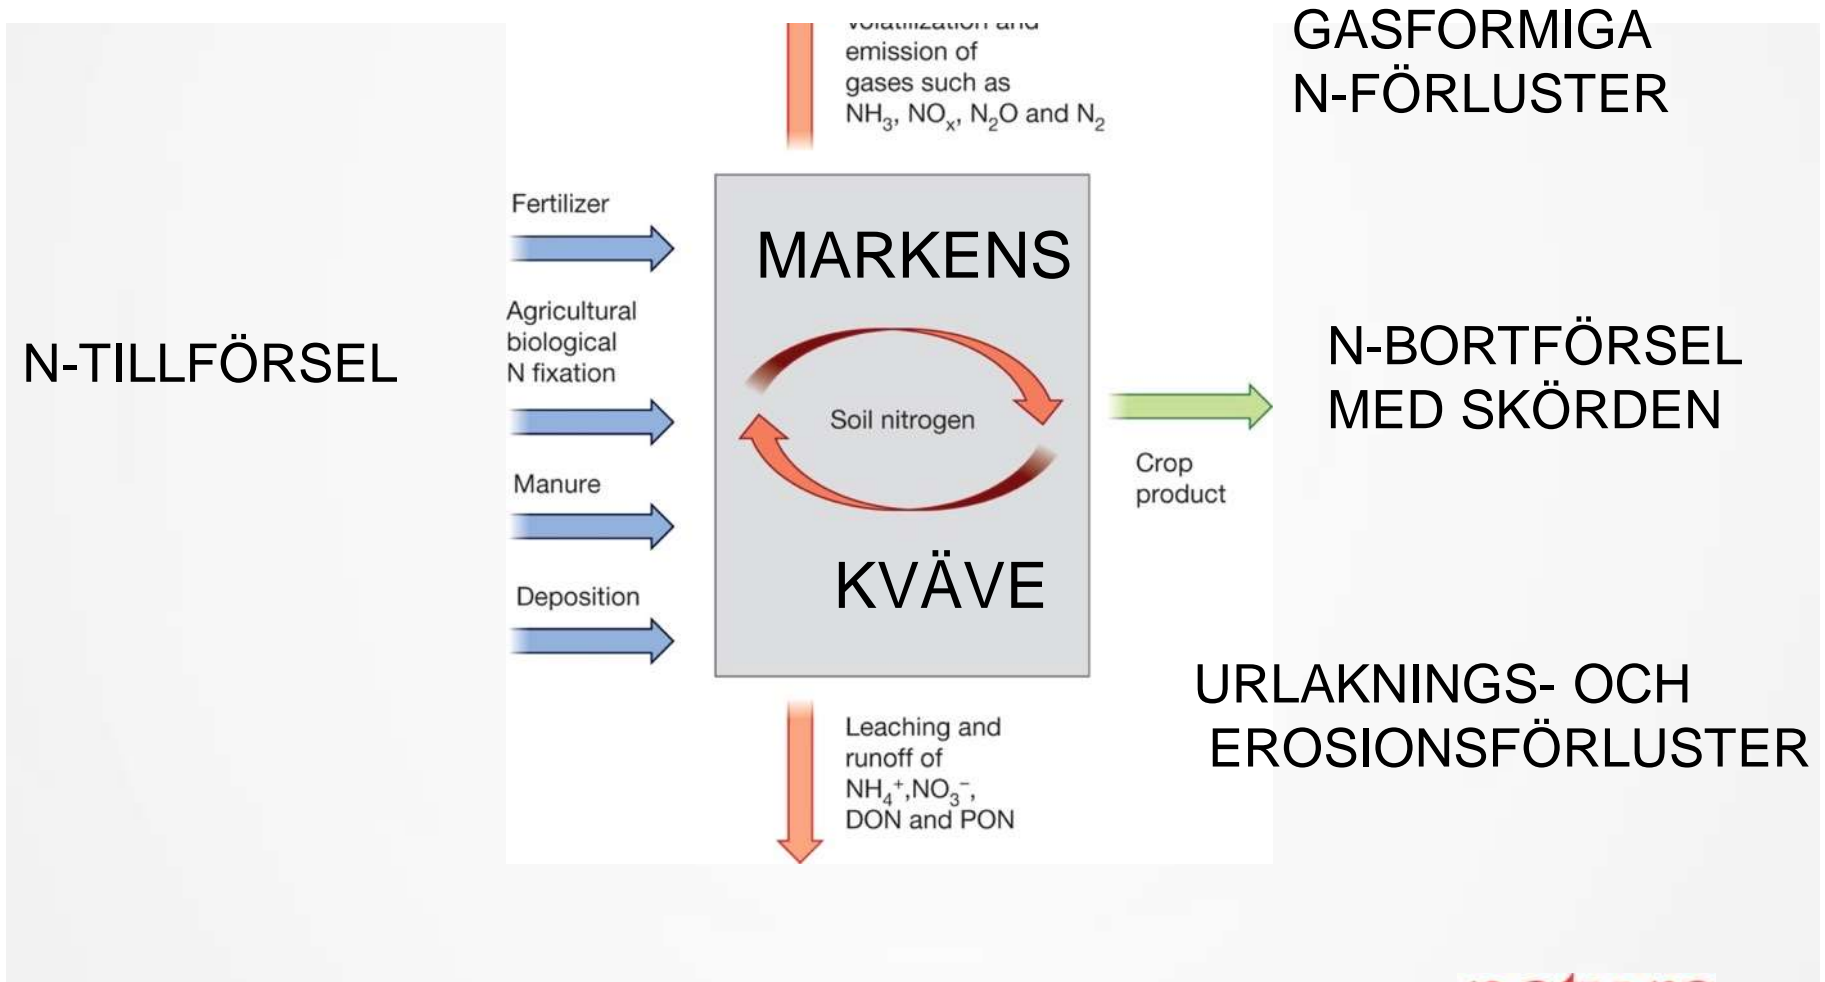 GASFORMIGA
N-FÖRLUSTER
Volatilization and
emission of
gases such as
NH₃, NOₓ, N₂O and N₂
Fertilizer
MARKENS
Agricultural
biological
N fixation
N-TILLFÖRSEL
N-BORTFÖRSEL
MED SKÖRDEN
Soil nitrogen
Crop
product
Manure
KVÄVE
Deposition
URLAKNINGS- OCH
EROSIONSFÖRLUSTER
Leaching and
runoff of
NH₄⁺,NO₃⁻,
DON and PON